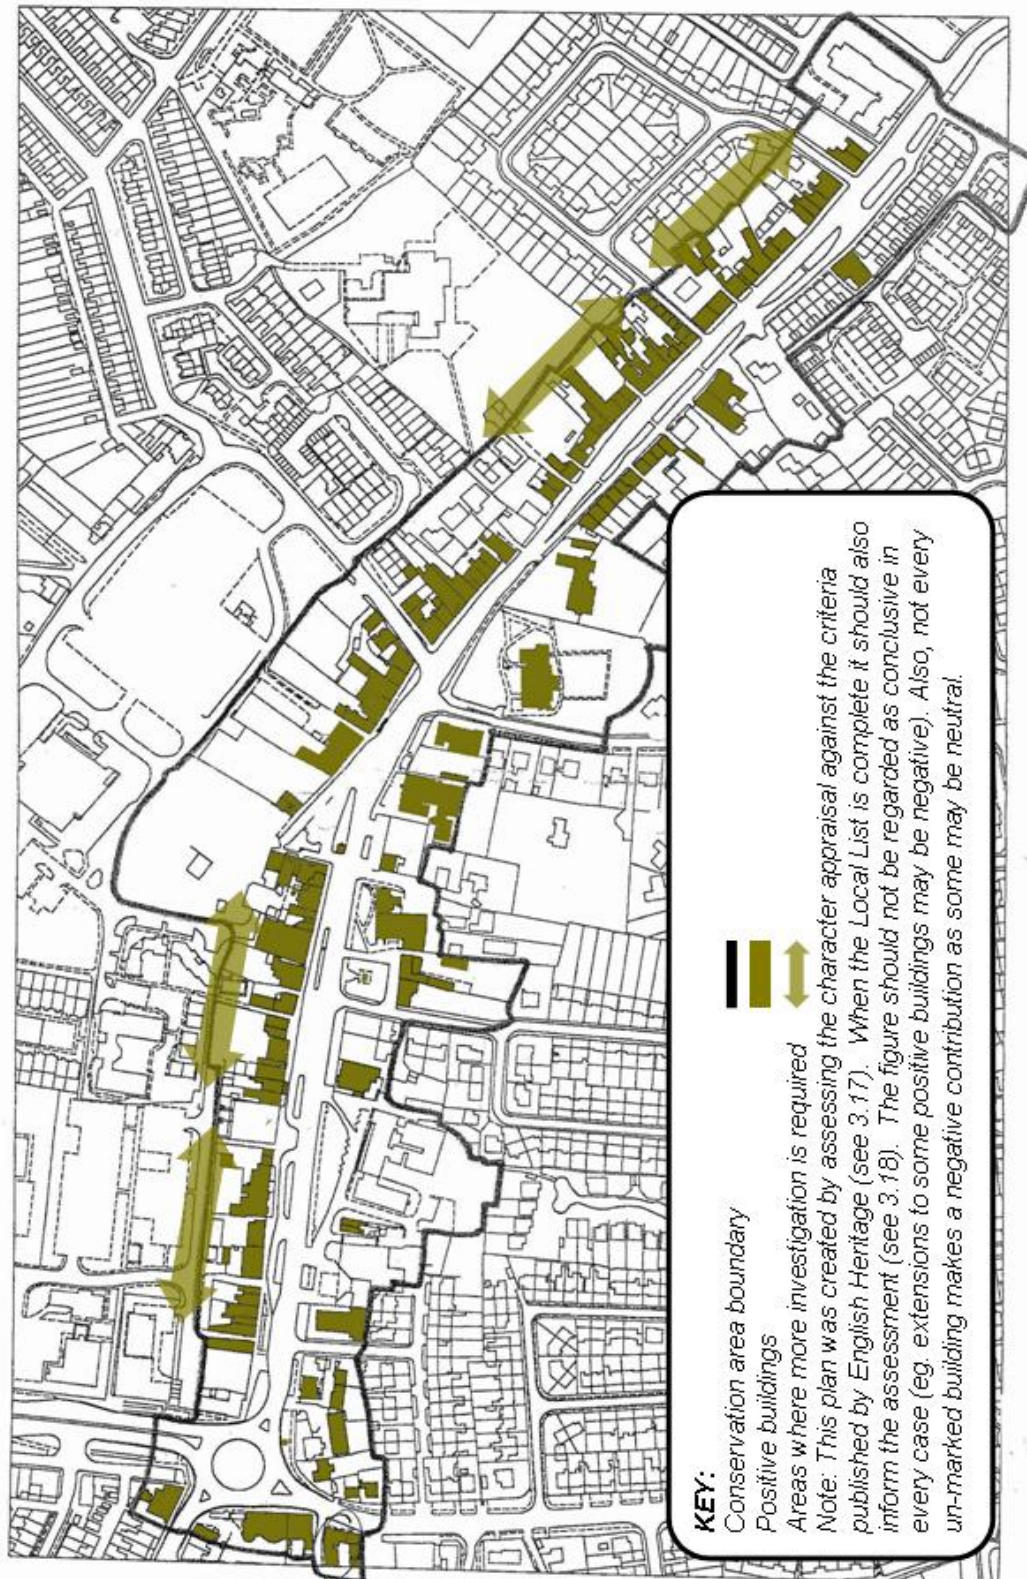 KEY:
Conservation area boundary
Positive buildings
Areas where more investigation is required
Note: This plan was created by assessing the character appraisal against the criteria
published by English Heritage (see 3.17). When the Local List is complete it should also
inform the assessment (see 3.18). The figure should not be regarded as conclusive in
every case (eg. extensions to some positive buildings may be negative). Also, not every
un-marked building makes a negative contribution as some may be neutral.